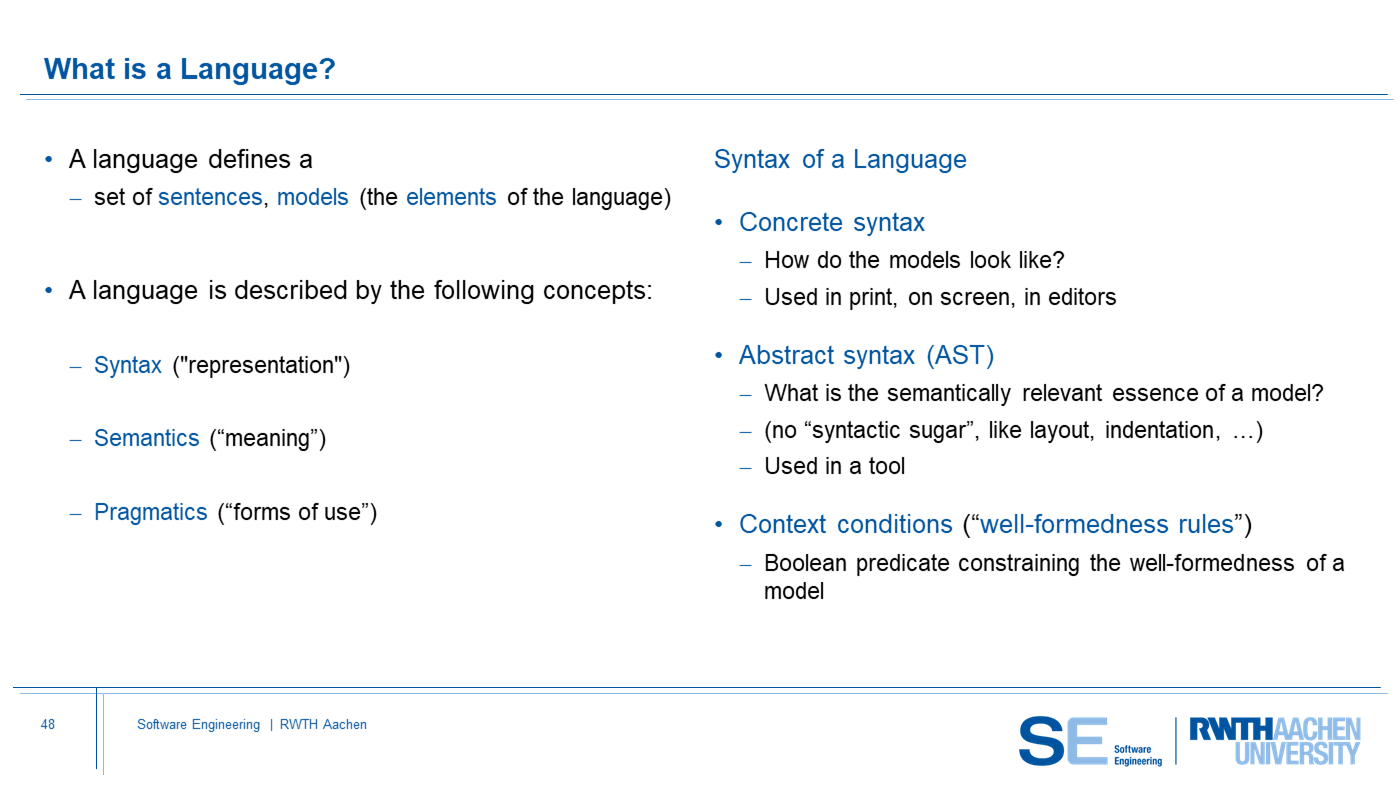 What is a Language?
• A language defines a
– set of sentences, models (the elements of the language)
• A language is described by the following concepts:
– Syntax ("representation")
– Semantics (“meaning”)
– Pragmatics (“forms of use”)
Syntax of a Language
• Concrete syntax
– How do the models look like?
– Used in print, on screen, in editors
• Abstract syntax (AST)
– What is the semantically relevant essence of a model?
– (no “syntactic sugar”, like layout, indentation, …)
– Used in a tool
• Context conditions (“well-formedness rules”)
– Boolean predicate constraining the well-formedness of a
model
48
Software Engineering | RWTH Aachen
SE Software
Engineering
RWTHAACHEN
UNIVERSITY